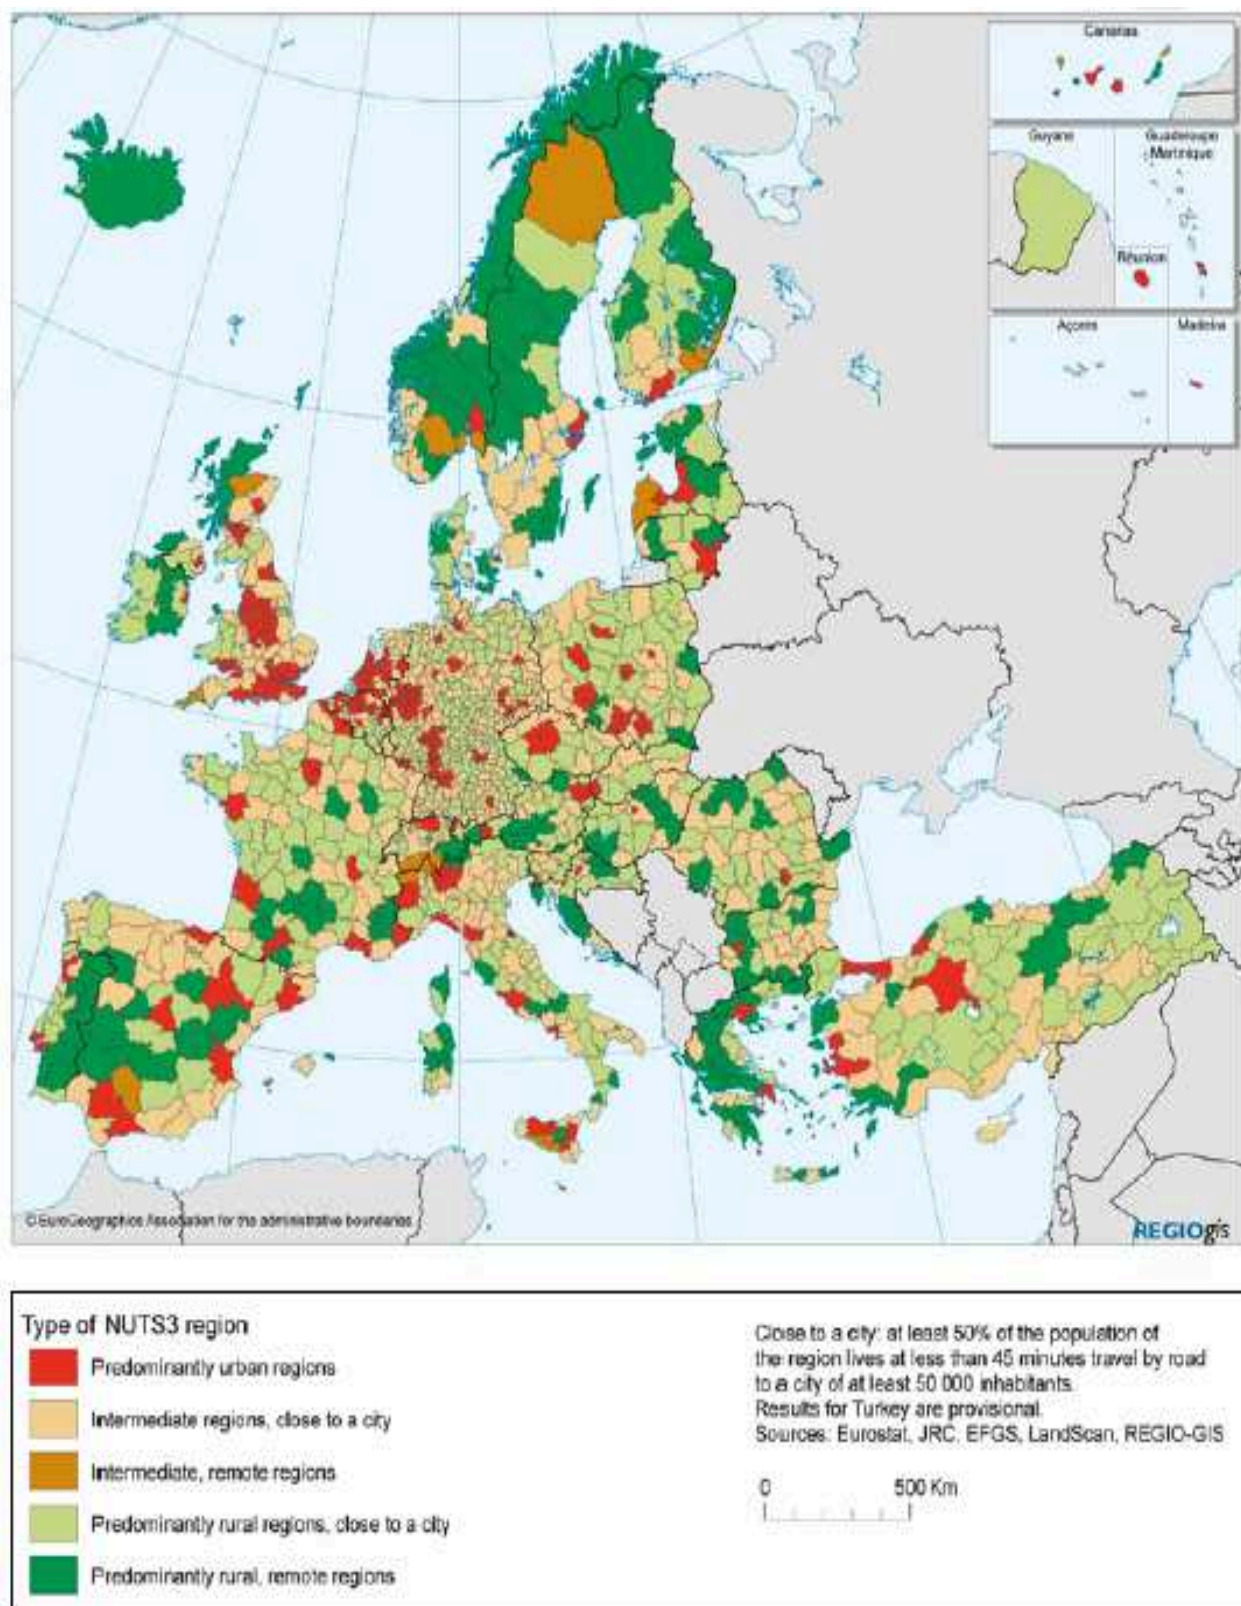 Canarias
Guyane
Guadeloupe
Martinique
Réunion
Açores
Madeira
© EuroGeographics Association for the administrative boundaries
REGIOgis
Type of NUTS3 region
Predominantly urban regions
Intermediate regions, close to a city
Intermediate, remote regions
Predominantly rural regions, close to a city
Predominantly rural, remote regions
Close to a city: at least 50% of the population of
the region lives at less than 45 minutes travel by road
to a city of at least 50 000 inhabitants.
Results for Turkey are provisional.
Sources: Eurostat, JRC, EFGS, LandScan, REGIO-GIS
0 500 Km